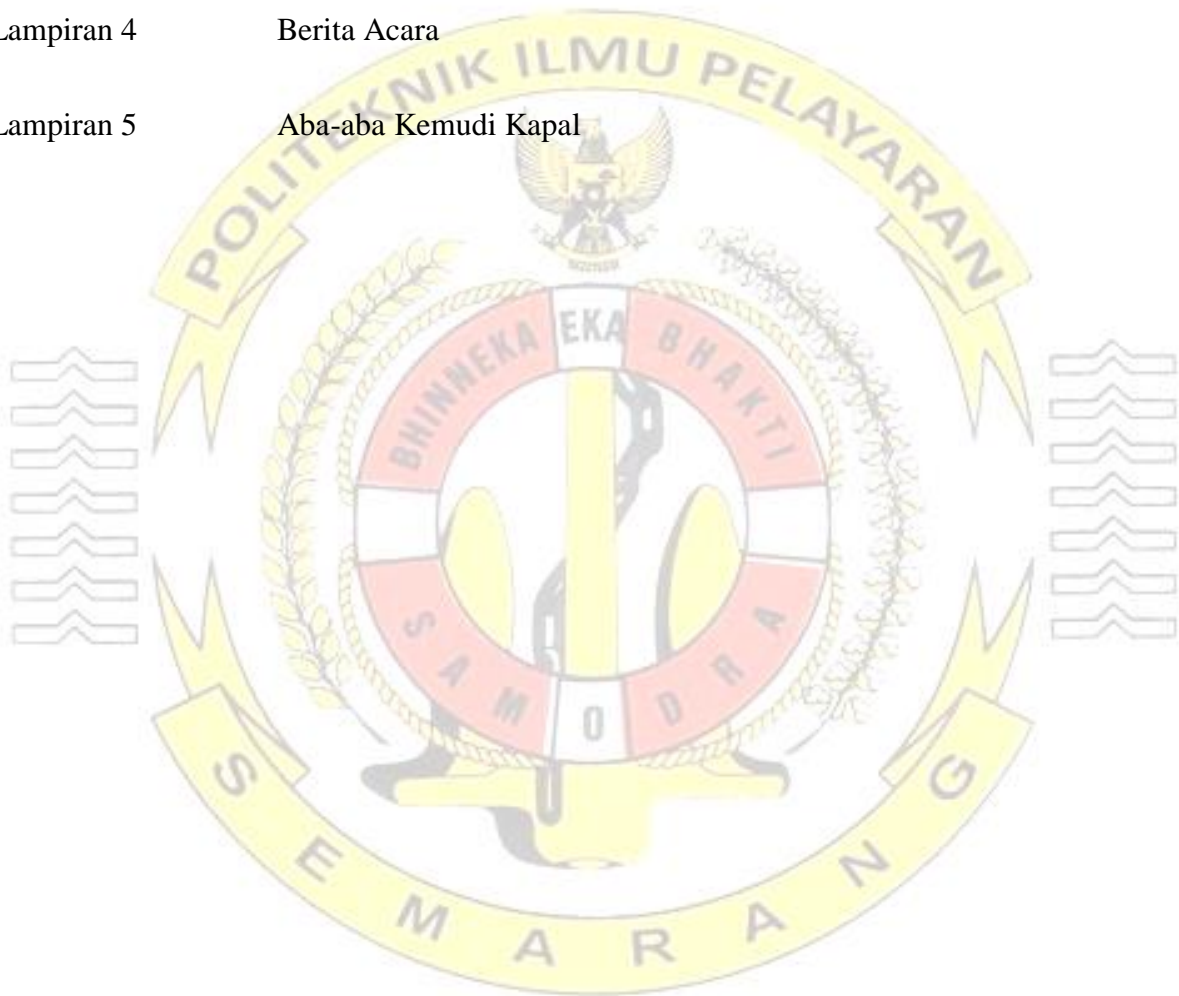 Lampiran 4 Berita Acara
Lampiran 5 Aba-aba Kemudi Kapal
POLITEKNIK ILMU PELAYARAN
BHINNEKA EKA BHAKTI
SAMODRA
SEMARANG